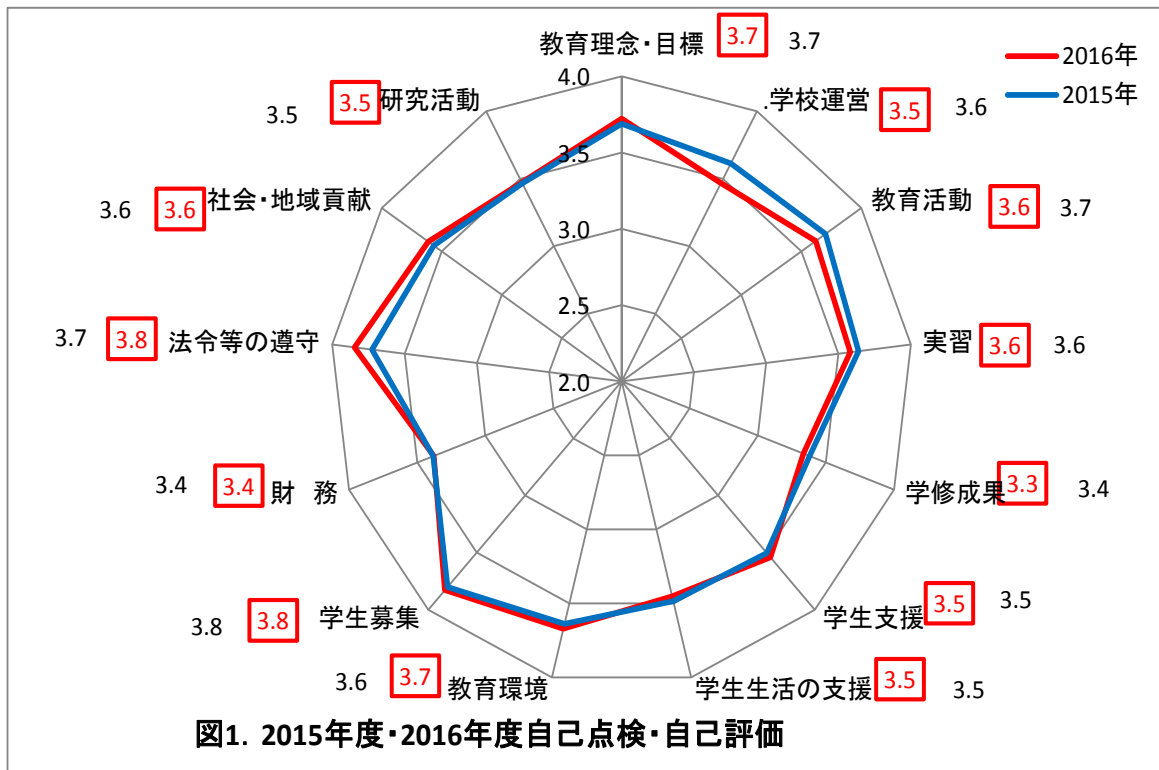 教育理念・目標 3.7 3.7
2016年
2015年
.学校運営 3.5 3.6
教育活動 3.6 3.7
実習 3.6 3.6
学修成果 3.3 3.4
学生支援 3.5 3.5
学生生活の支援 3.5 3.5
3.6 3.7 教育環境
3.8 3.8 学生募集
3.4 3.4 財 務
3.7 3.8 法令等の遵守
3.6 3.6 社会・地域貢献
3.5 3.5 研究活動
4.0
3.5
3.0
2.5
2.0
図1. 2015年度・2016年度自己点検・自己評価